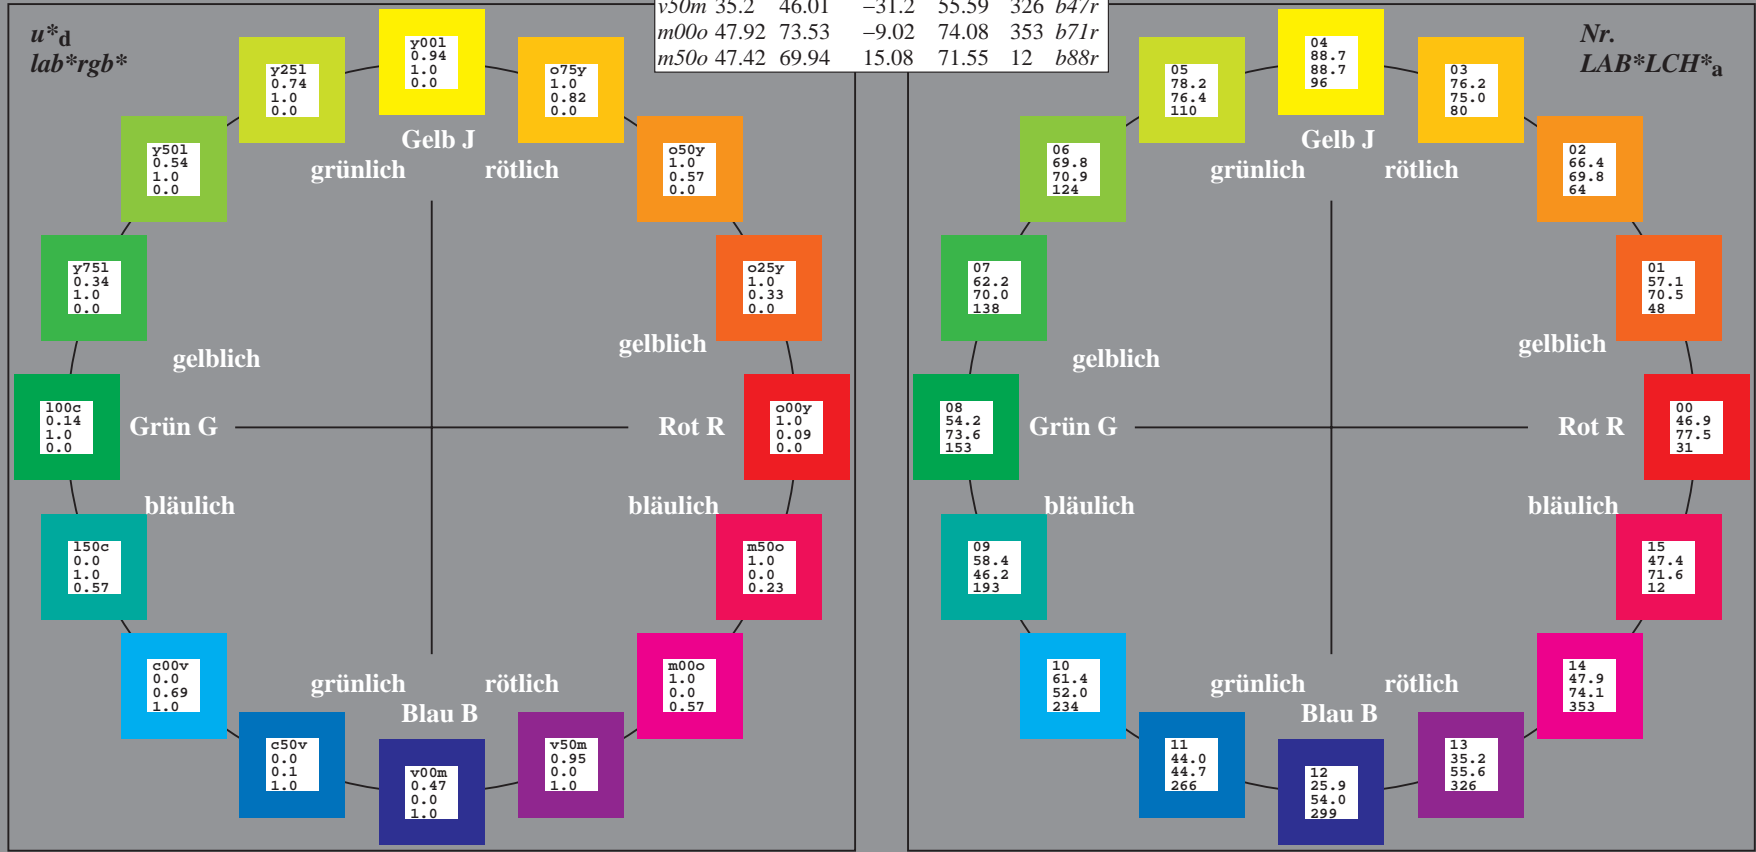 v50m 35.2 46.01 −31.2 55.59 326 b47r
m00o 47.92 73.53 −9.02 74.08 353 b71r
m50o 47.42 69.94 15.08 71.55 12 b88r
u*d
lab*rgb*
y00l
0.94
1.0
0.0
y25l
0.74
1.0
0.0
o75y
1.0
0.82
0.0
Gelb J
grünlich rötlich
y50l
0.54
1.0
0.0
o50y
1.0
0.57
0.0
y75l
0.34
1.0
0.0
o25y
1.0
0.33
0.0
gelblich
gelblich
l00c
0.14
1.0
0.0
Grün G
Rot R
o00y
1.0
0.09
0.0
bläulich
bläulich
l50c
0.0
1.0
0.57
m50o
1.0
0.0
0.23
c00v
0.0
0.69
1.0
m00o
1.0
0.0
0.57
grünlich rötlich
Blau B
c50v
0.0
0.1
1.0
v00m
0.47
0.0
1.0
v50m
0.95
0.0
1.0
Nr.
LAB*LCH*a
04
88.7
88.7
96
05
78.2
76.4
110
03
76.2
75.0
80
Gelb J
grünlich rötlich
06
69.8
70.9
124
02
66.4
69.8
64
07
62.2
70.0
138
01
57.1
70.5
48
gelblich
gelblich
08
54.2
73.6
153
Grün G
Rot R
00
46.9
77.5
31
bläulich
bläulich
09
58.4
46.2
193
15
47.4
71.6
12
10
61.4
52.0
234
14
47.9
74.1
353
grünlich rötlich
Blau B
11
44.0
44.7
266
12
25.9
54.0
299
13
35.2
55.6
326